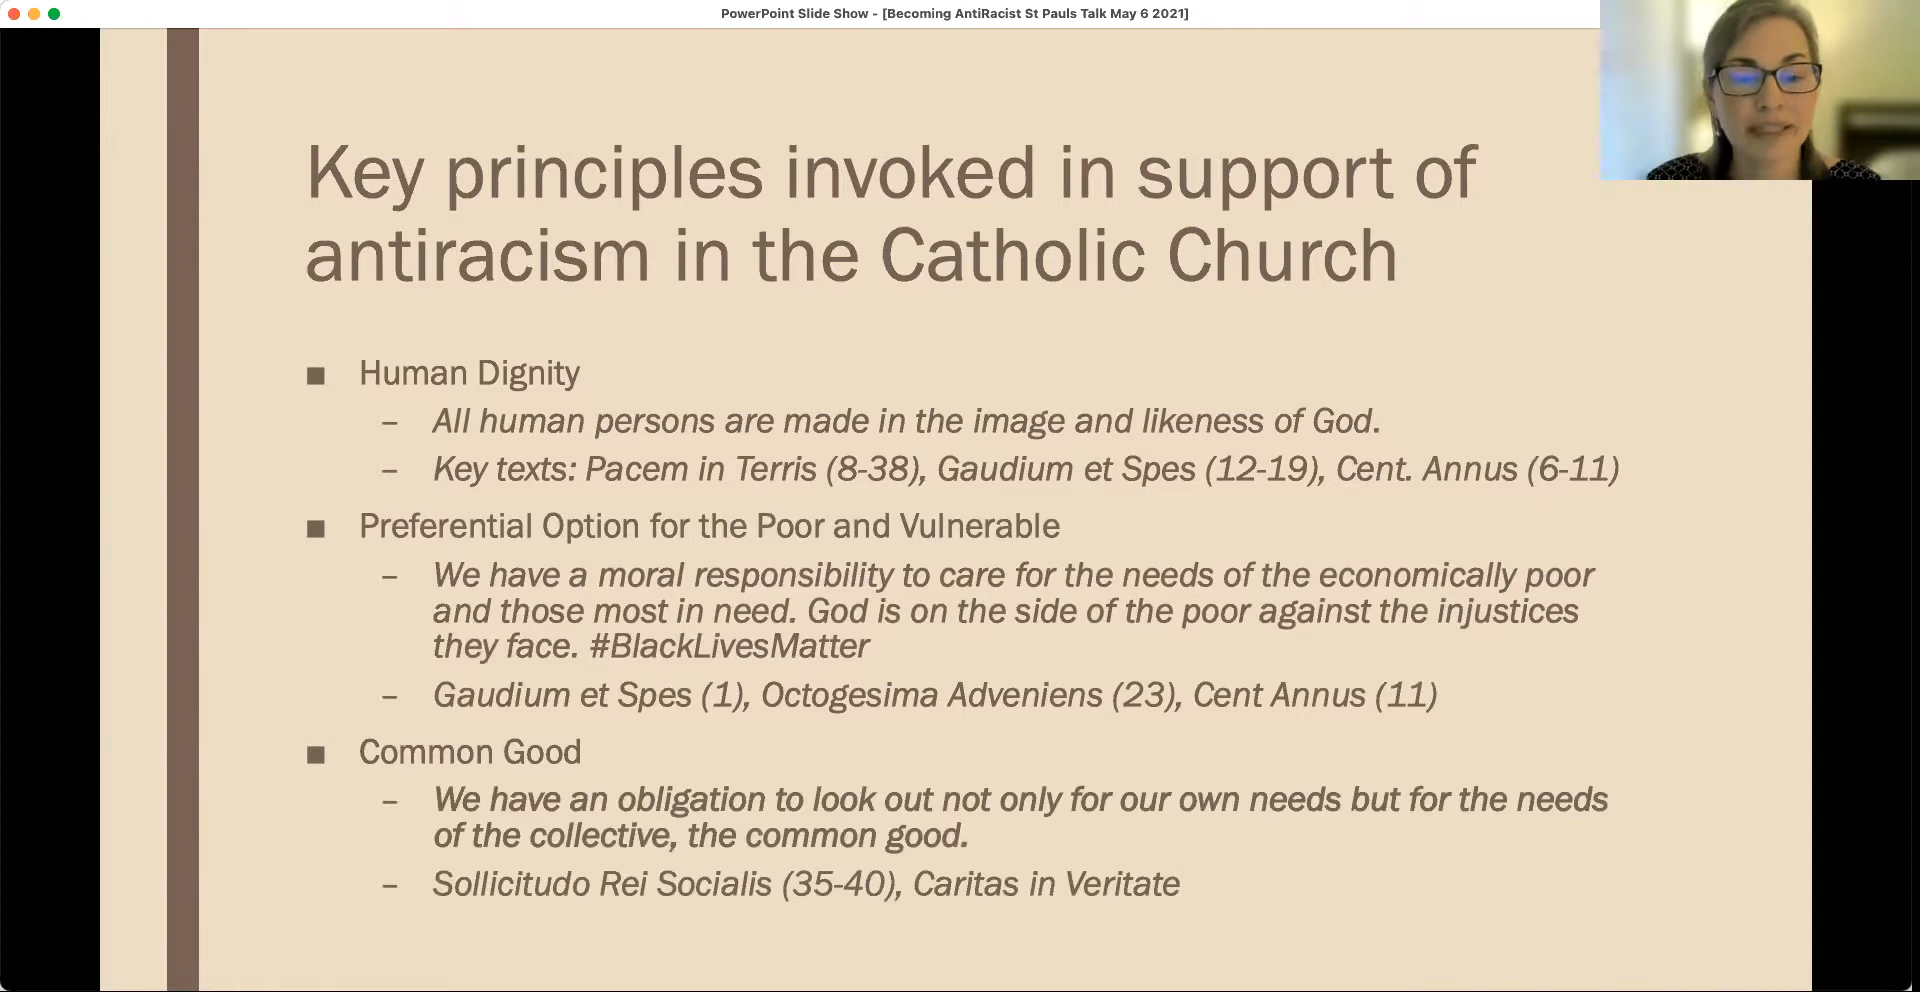 PowerPoint Slide Show - [Becoming AntiRacist St Pauls Talk May 6 2021]
Key principles invoked in support of
antiracism in the Catholic Church
■ Human Dignity
– All human persons are made in the image and likeness of God.
– Key texts: Pacem in Terris (8-38), Gaudium et Spes (12-19), Cent. Annus (6-11)
■ Preferential Option for the Poor and Vulnerable
– We have a moral responsibility to care for the needs of the economically poor
and those most in need. God is on the side of the poor against the injustices
they face. #BlackLivesMatter
– Gaudium et Spes (1), Octogesima Adveniens (23), Cent Annus (11)
■ Common Good
– We have an obligation to look out not only for our own needs but for the needs
of the collective, the common good.
– Sollicitudo Rei Socialis (35-40), Caritas in Veritate